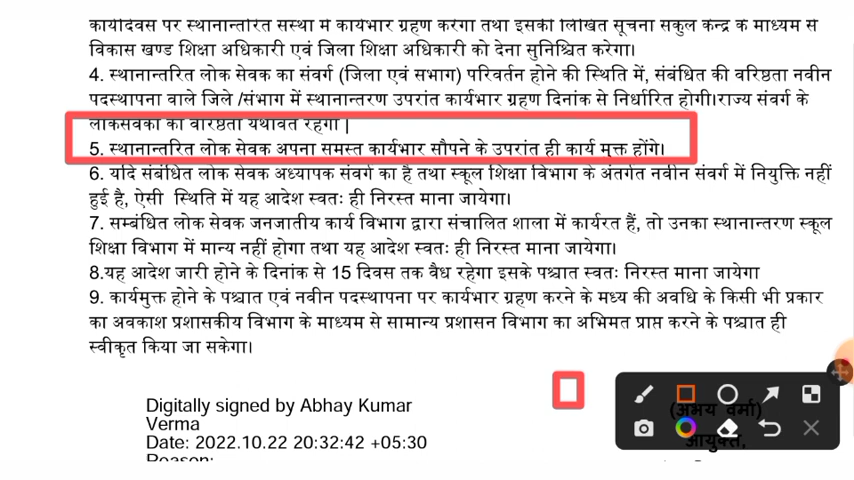 कार्यदिवस पर स्थानान्तरित संस्था में कार्यभार ग्रहण करेगा तथा इसकी लिखित सूचना संकुल केन्द्र के माध्यम से
विकास खण्ड शिक्षा अधिकारी एवं जिला शिक्षा अधिकारी को देना सुनिश्चित करेगा।
4. स्थानान्तरित लोक सेवक का संवर्ग (जिला एवं सभाग) परिवर्तन होने की स्थिति में, संबंधित की वरिष्ठता नवीन
पदस्थापना वाले जिले /संभाग में स्थानान्तरण उपरांत कार्यभार ग्रहण दिनांक से निर्धारित होगी।राज्य संवर्ग के
लोकसेवकों की वरिष्ठता यथावत रहेगी |
5. स्थानान्तरित लोक सेवक अपना समस्त कार्यभार सौपने के उपरांत ही कार्य मुक्त होंगे।
6. यदि संबंधित लोक सेवक अध्यापक संवर्ग का है तथा स्कूल शिक्षा विभाग के अंतर्गत नवीन संवर्ग में नियुक्ति नहीं
हुई है, ऐसी स्थिति में यह आदेश स्वतः ही निरस्त माना जायेगा।
7. सम्बंधित लोक सेवक जनजातीय कार्य विभाग द्वारा संचालित शाला में कार्यरत हैं, तो उनका स्थानान्तरण स्कूल
शिक्षा विभाग में मान्य नहीं होगा तथा यह आदेश स्वतः ही निरस्त माना जायेगा।
8.यह आदेश जारी होने के दिनांक से 15 दिवस तक वैध रहेगा इसके पश्चात स्वतः निरस्त माना जायेगा
9. कार्यमुक्त होने के पश्चात एवं नवीन पदस्थापना पर कार्यभार ग्रहण करने के मध्य की अवधि के किसी भी प्रकार
का अवकाश प्रशासकीय विभाग के माध्यम से सामान्य प्रशासन विभाग का अभिमत प्राप्त करने के पश्चात ही
स्वीकृत किया जा सकेगा।
Digitally signed by Abhay Kumar
Verma
Date: 2022.10.22 20:32:42 +05:30
Reason:
(अभय वर्मा)
आयुक्त,